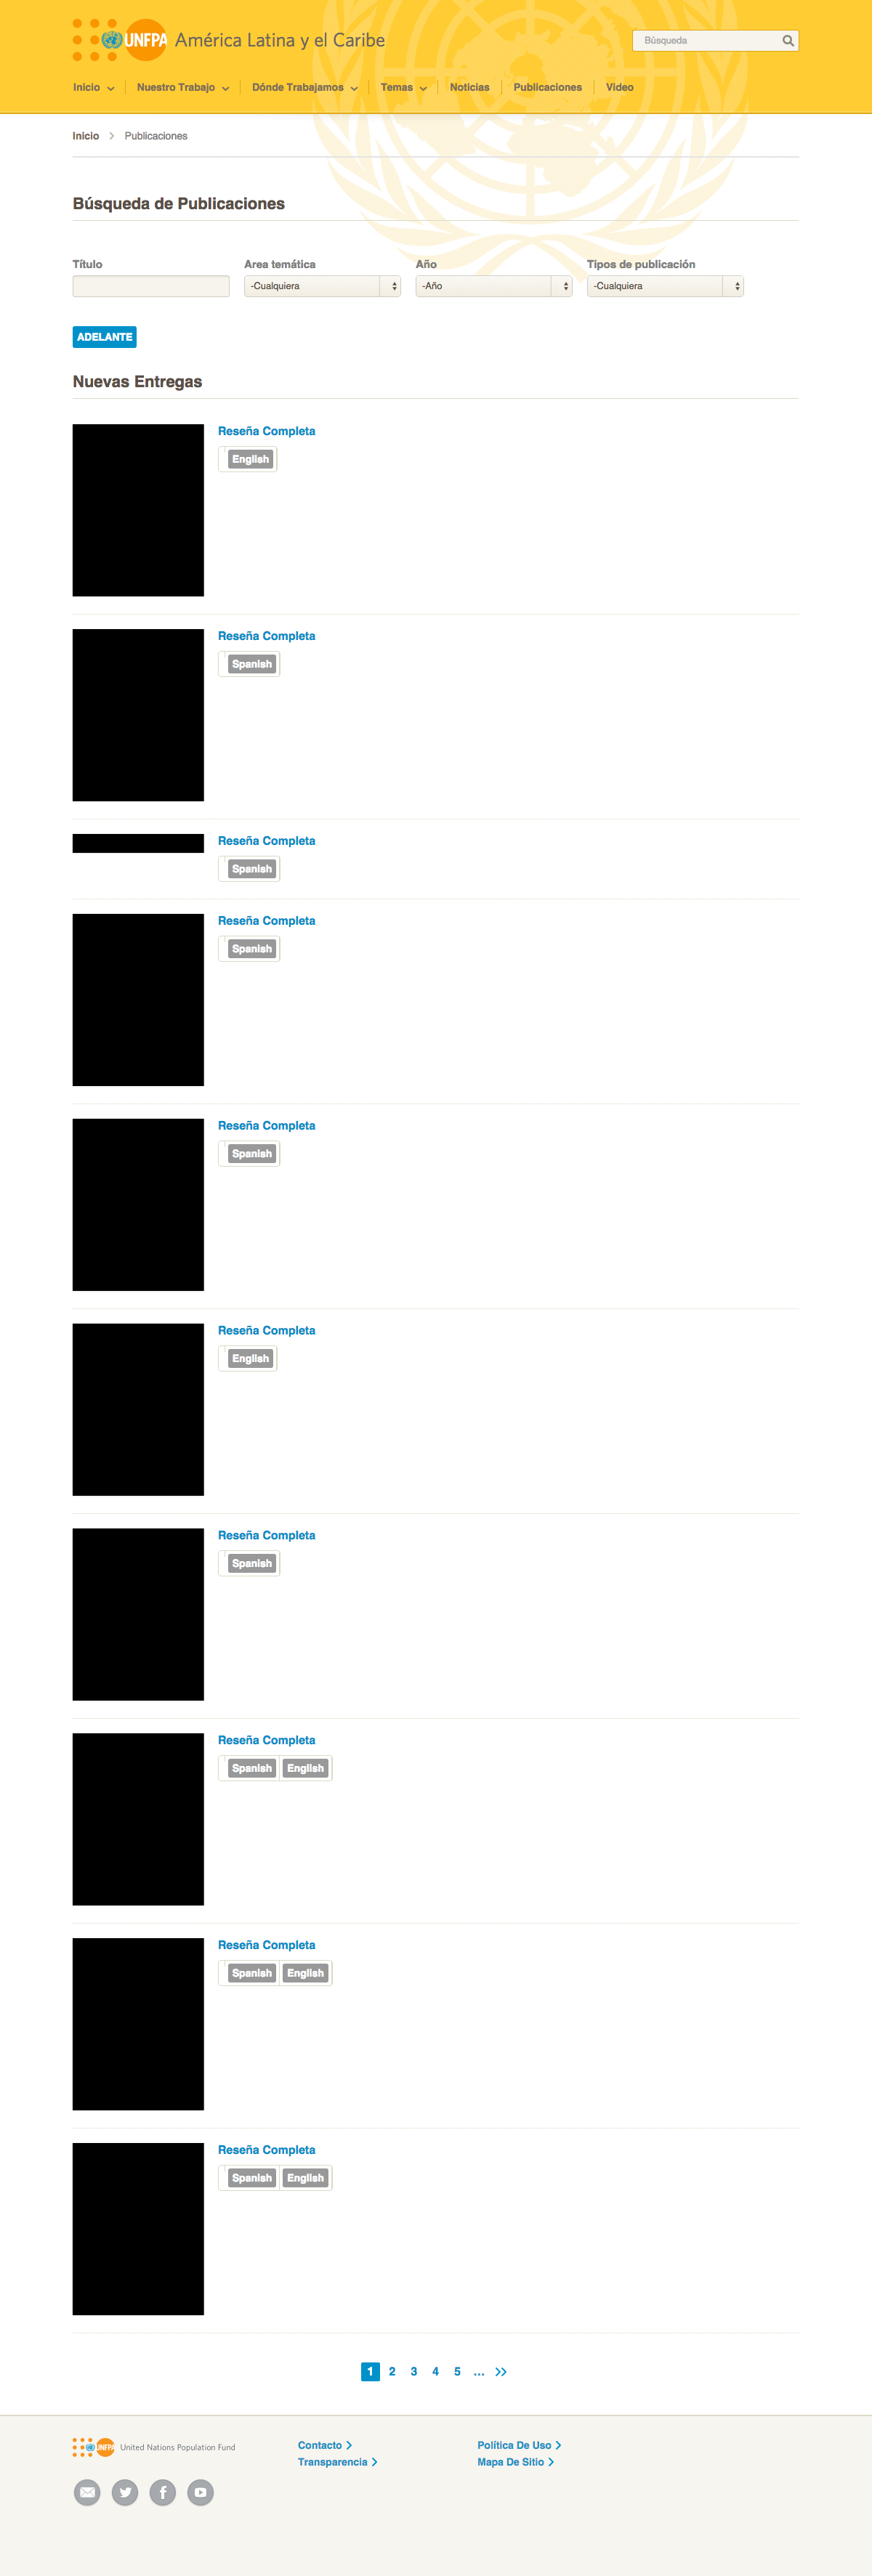 UNFPA América Latina y el Caribe
Búsqueda
Inicio Nuestro Trabajo Dónde Trabajamos Temas Noticias Publicaciones Video
Inicio Publicaciones
Búsqueda de Publicaciones
Título Area temática Año Tipos de publicación
-Cualquiera -Año -Cualquiera
ADELANTE
Nuevas Entregas
Reseña Completa
English
Reseña Completa
Spanish
Reseña Completa
Spanish
Reseña Completa
Spanish
Reseña Completa
Spanish
Reseña Completa
English
Reseña Completa
Spanish
Reseña Completa
Spanish English
Reseña Completa
Spanish English
Reseña Completa
Spanish English
1 2 3 4 5 ... >>
UNFPA United Nations Population Fund
Contacto
Transparencia
Política De Uso
Mapa De Sitio